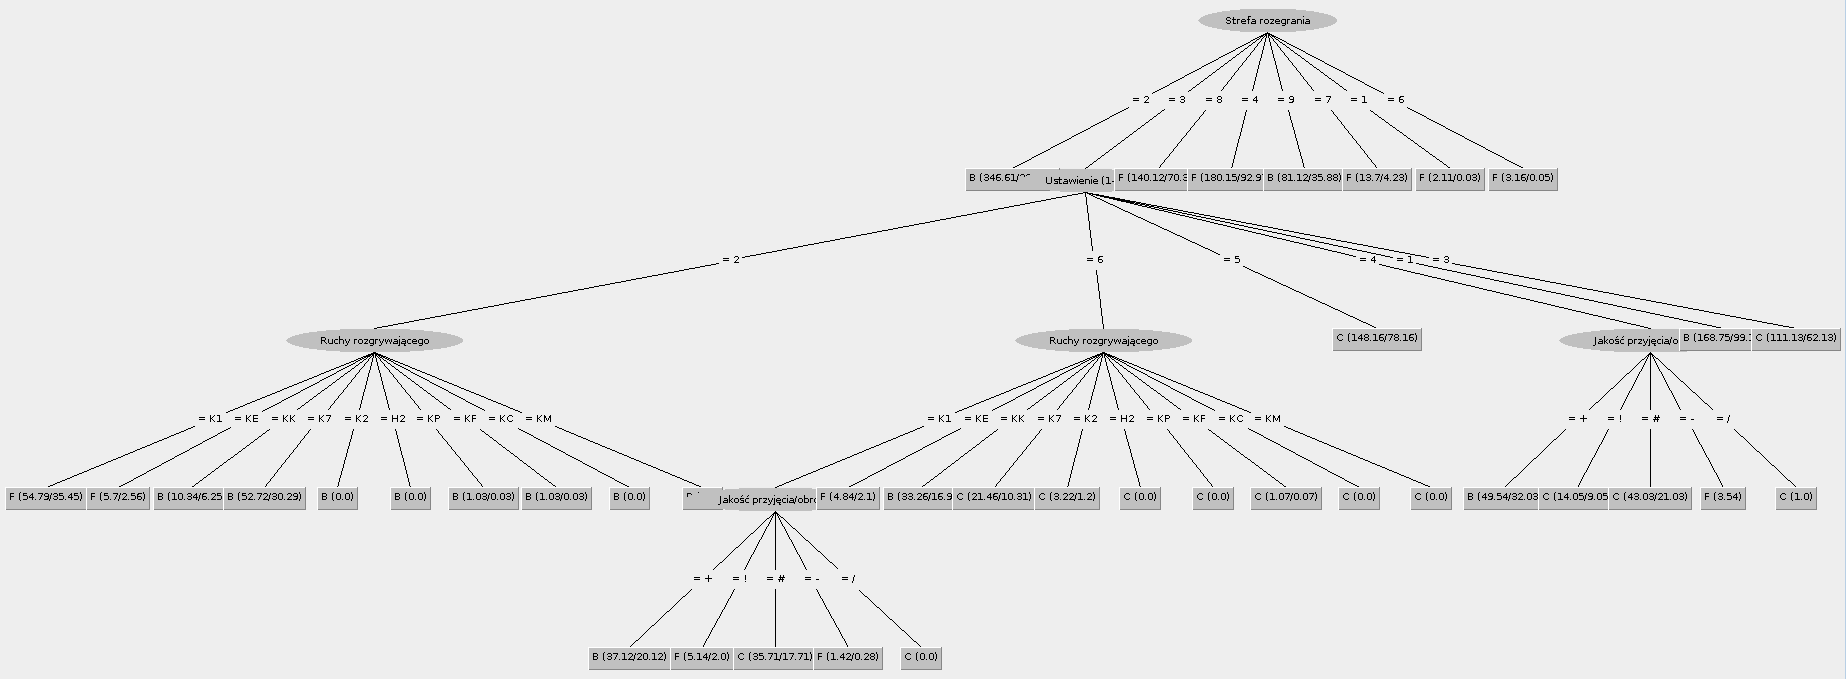 Strefa rozegrania
= 2 = 3 = 8 = 4 = 9 = 7 = 1 = 6
B (346.61/ Ustawienie (1- F (140.12/70.3 F (180.15/92.9 B (81.12/35.88) F (13.7/4.23) F (2.11/0.03) F (3.16/0.05)
= 2 = 6 = 5 = 4 = 1 = 3
Ruchy rozgrywającego Ruchy rozgrywającego C (148.16/78.16) Jakość przyjęcia/o B (168.75/99. C (111.13/62.13)
= K1 = KE = KK = K7 = K2 = H2 = KP = KF = KC = KM = K1 = KE = KK = K7 = K2 = H2 = KP = KF = KC = KM = + = ! = # = - = /
F (54.79/35.45) F (5.7/2.56) B (10.34/6.25 B (52.72/30.29) B (0.0) B (0.0) B (1.03/0.03) B (1.03/0.03) B (0.0) B Jakość przyjęcia/obro F (4.84/2.1) B (33.26/16.9 C (21.46/10.31) C (3.22/1.2) C (0.0) C (0.0) C (1.07/0.07) C (0.0) C (0.0) B (49.54/32.03 C (14.05/9.05 C (43.03/21.03) F (3.54) C (1.0)
= + = ! = # = - = /
B (37.12/20.12) F (5.14/2.0) C (35.71/17.71) F (1.42/0.28) C (0.0)